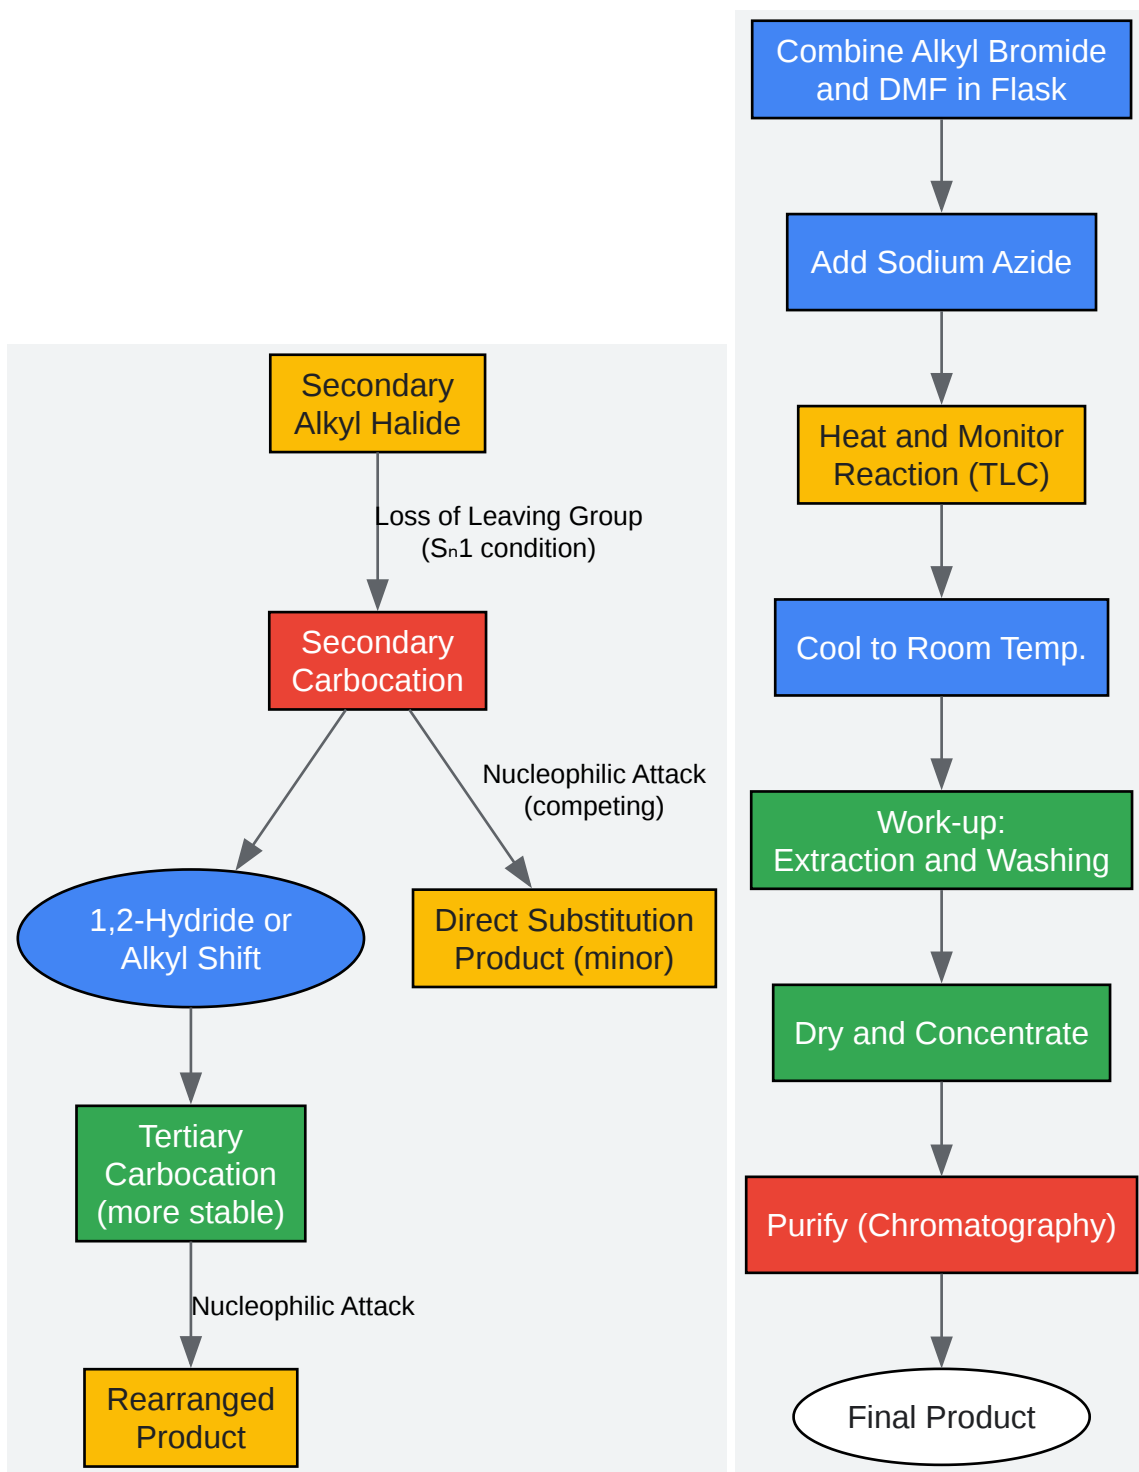 Secondary
Alkyl Halide
Loss of Leaving Group
(Sₙ1 condition)
Secondary
Carbocation
Nucleophilic Attack
(competing)
1,2-Hydride or
Alkyl Shift
Direct Substitution
Product (minor)
Tertiary
Carbocation
(more stable)
Nucleophilic Attack
Rearranged
Product
Combine Alkyl Bromide
and DMF in Flask
Add Sodium Azide
Heat and Monitor
Reaction (TLC)
Cool to Room Temp.
Work-up:
Extraction and Washing
Dry and Concentrate
Purify (Chromatography)
Final Product